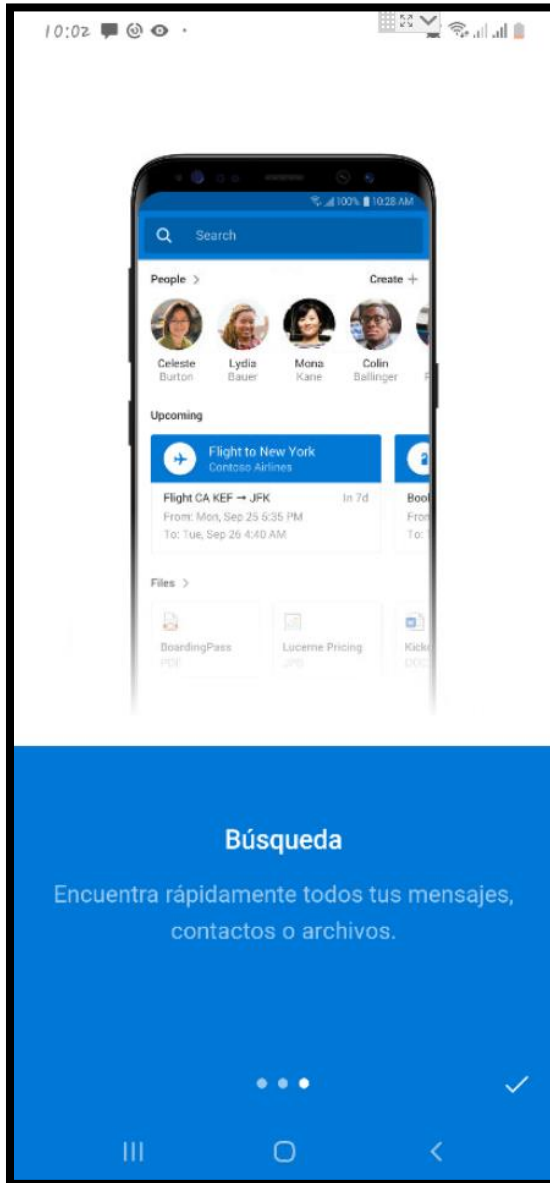 10:02
100% 10:28 AM
Search
People > Create +
Celeste Lydia Mona Colin
Burton Bauer Kane Ballinger
Upcoming
Flight to New York
Contoso Airlines
Flight CA KEF → JFK In 7d
From: Mon, Sep 25 6:35 PM
To: Tue, Sep 26 4:40 AM
Files >
BoardingPass Lucerne Pricing
PDF JPG
Búsqueda
Encuentra rápidamente todos tus mensajes,
contactos o archivos.